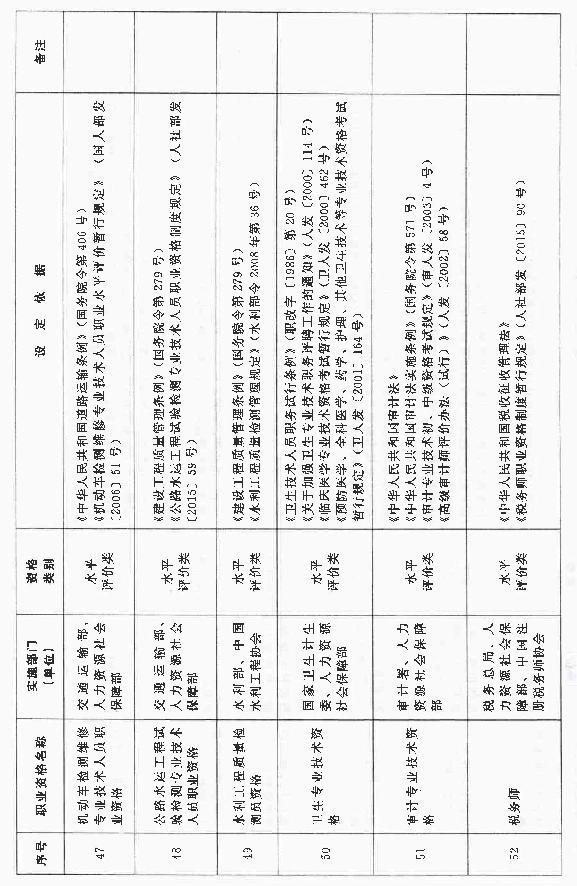 序号
职业资格名称
实施部门
(单位)
资格
类别
设 定 依 据
备注
47
机动车检测维修
专业技术人员职
业资格
交通运输部、
人力资源社会
保障部
水平
评价类
《中华人民共和国道路运输条例》(国务院令第406号)
《机动车检测维修专业技术人员职业水平评价暂行规定》(国人部发
〔2006〕51号)
48
公路水运工程试
验检测专业技术
人员职业资格
交通运输部、
人力资源社会
保障部
水平
评价类
《建设工程质量管理条例》(国务院令第279号)
《公路水运工程试验检测专业技术人员职业资格制度规定》(人社部发
〔2015〕59号)
49
水利工程质量检
测员资格
水利部、中国
水利工程协会
水平
评价类
《建设工程质量管理条例》(国务院令第279号)
《水利工程质量检测管理规定》(水利部令2008年第36号)
50
卫生专业技术资
格
国家卫生计生
委、人力资源
社会保障部
水平
评价类
《卫生技术人员职务试行条例》(职改字〔1986〕第20号)
《关于加强卫生专业技术职务评聘工作的通知》(人发〔2000〕114号)
《临床医学专业技术资格考试暂行规定》(卫人发〔2000〕462号)
《预防医学、全科医学、药学、护理、其他卫生技术等专业技术资格考试
暂行规定》(卫人发〔2001〕164号)
51
审计专业技术资
格
审计署、人力
资源社会保障
部
水平
评价类
《中华人民共和国审计法》
《中华人民共和国审计法实施条例》(国务院令第571号)
《审计专业技术初、中级资格考试规定》(审人发〔2003〕4号)
《高级审计师评价办法(试行)》(人发〔2002〕58号)
52
税务师
税务总局、人
力资源社会保
障部、中国注
册税务师协会
水平
评价类
《中华人民共和国税收征收管理法》
《税务师职业资格制度暂行规定》(人社部发〔2015〕90号)